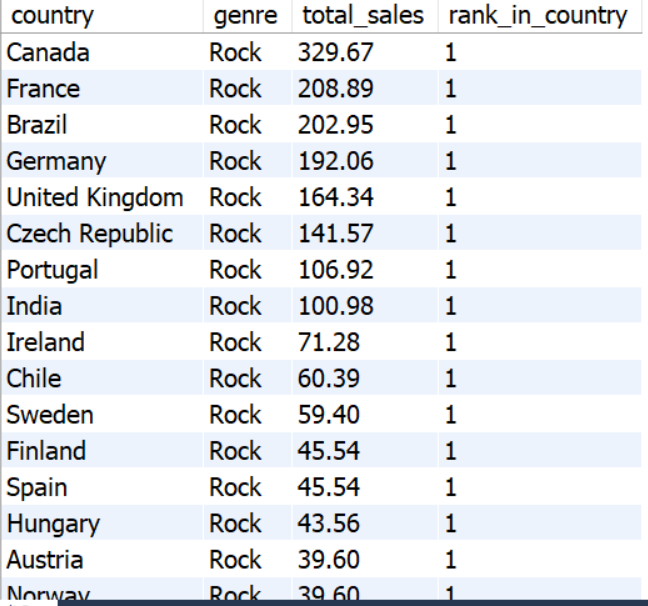 country genre total_sales rank_in_country
Canada Rock 329.67 1
France Rock 208.89 1
Brazil Rock 202.95 1
Germany Rock 192.06 1
United Kingdom Rock 164.34 1
Czech Republic Rock 141.57 1
Portugal Rock 106.92 1
India Rock 100.98 1
Ireland Rock 71.28 1
Chile Rock 60.39 1
Sweden Rock 59.40 1
Finland Rock 45.54 1
Spain Rock 45.54 1
Hungary Rock 43.56 1
Austria Rock 39.60 1
Norway Rock 39.60 1